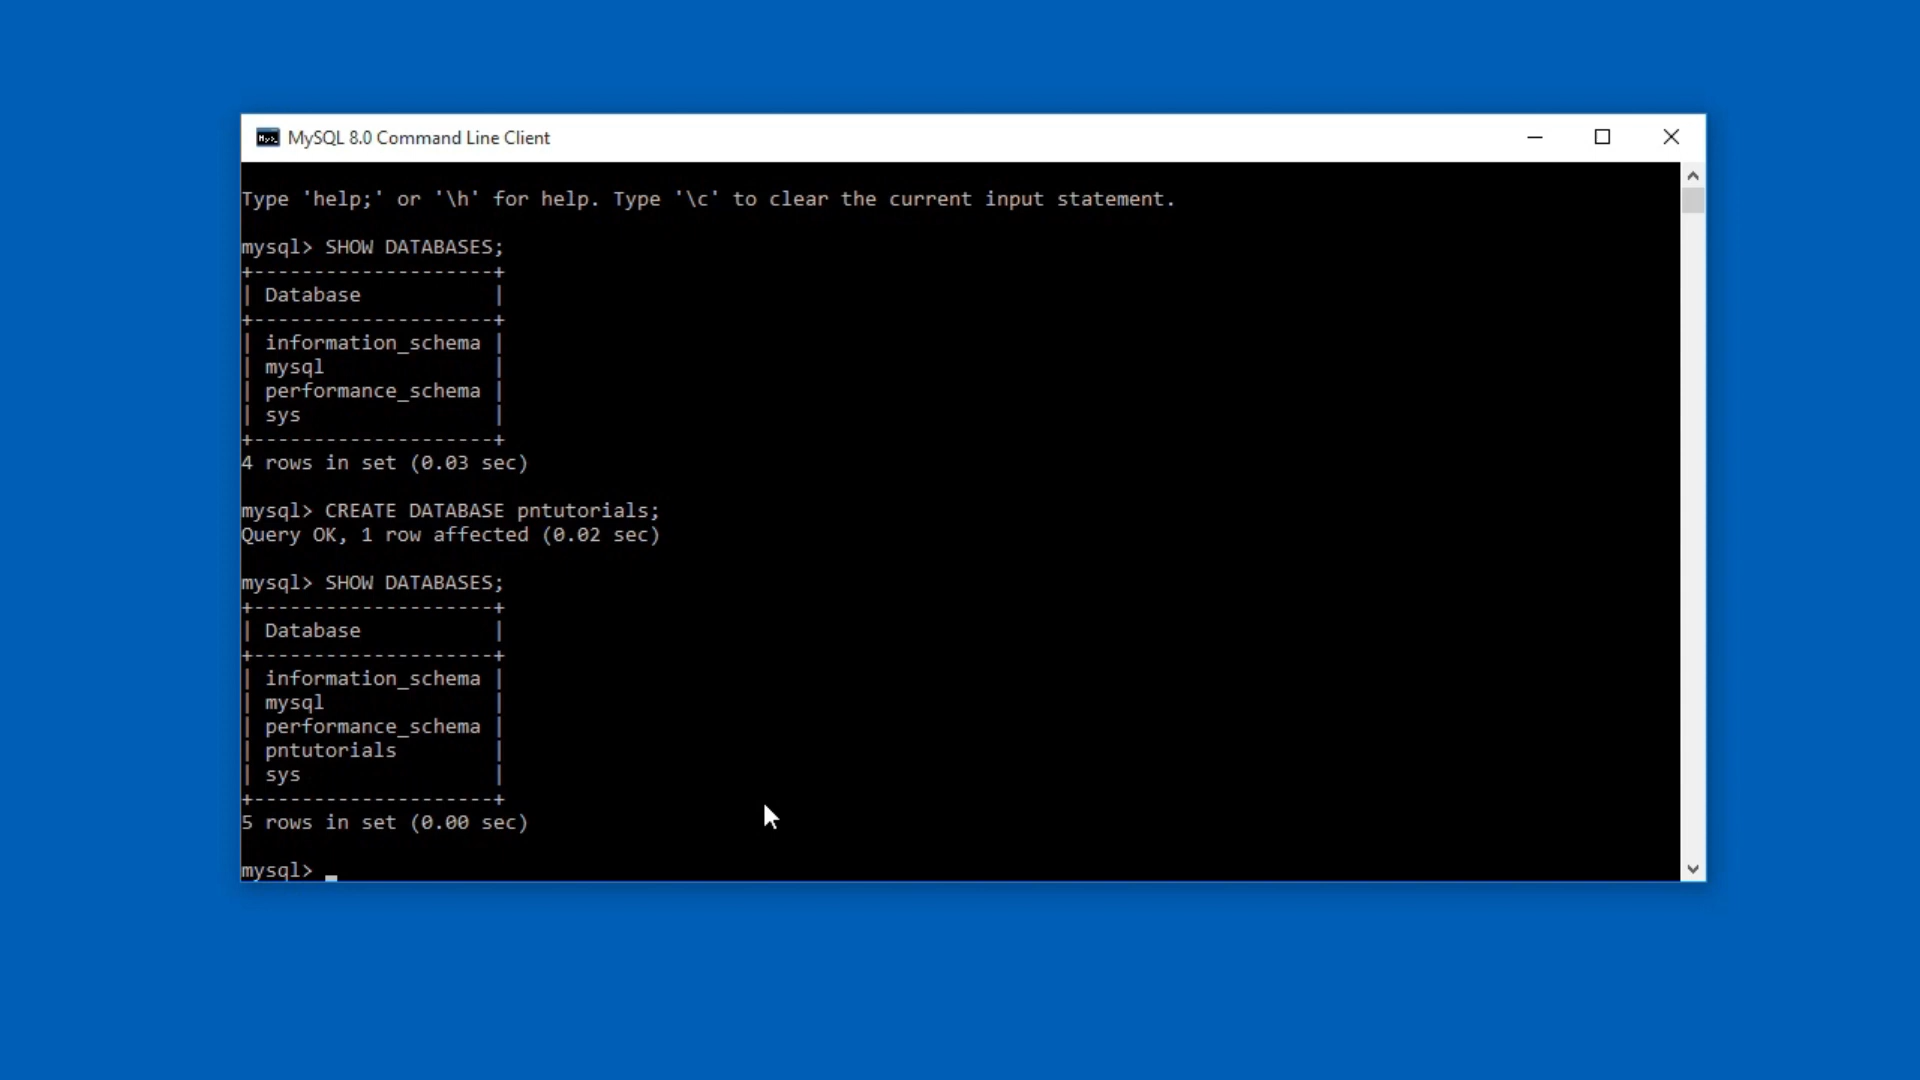 MySQL 8.0 Command Line Client
Type 'help;' or '\h' for help. Type '\c' to clear the current input statement.
mysql> SHOW DATABASES;
+--------------------+
| Database           |
+--------------------+
| information_schema |
| mysql              |
| performance_schema |
| sys                |
+--------------------+
4 rows in set (0.03 sec)
mysql> CREATE DATABASE pntutorials;
Query OK, 1 row affected (0.02 sec)
mysql> SHOW DATABASES;
+--------------------+
| Database           |
+--------------------+
| information_schema |
| mysql              |
| performance_schema |
| pntutorials        |
| sys                |
+--------------------+
5 rows in set (0.00 sec)
mysql> _